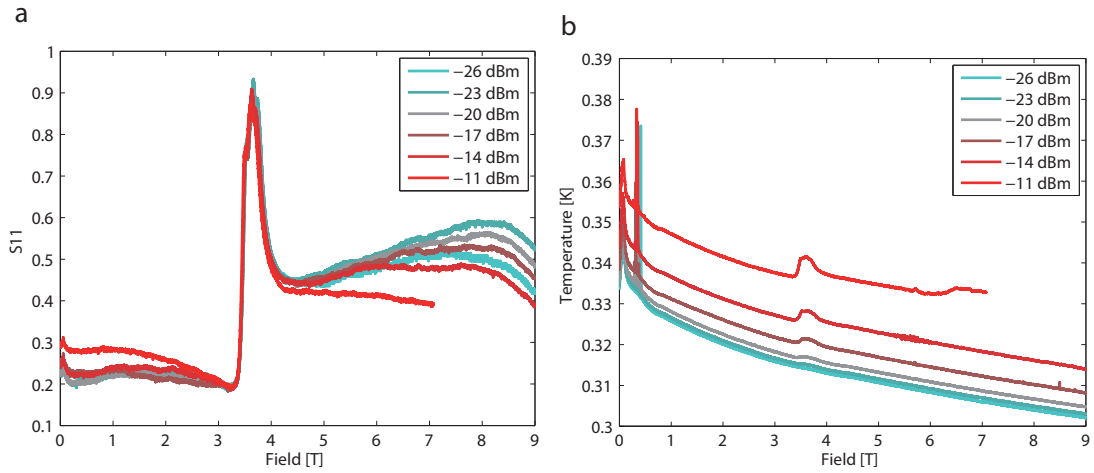 a
S11
1
0.9
0.8
0.7
0.6
0.5
0.4
0.3
0.2
0.1
0 1 2 3 4 5 6 7 8 9
Field [T]
−26 dBm
−23 dBm
−20 dBm
−17 dBm
−14 dBm
−11 dBm
b
Temperature [K]
0.39
0.38
0.37
0.36
0.35
0.34
0.33
0.32
0.31
0.3
0 1 2 3 4 5 6 7 8 9
Field [T]
−26 dBm
−23 dBm
−20 dBm
−17 dBm
−14 dBm
−11 dBm